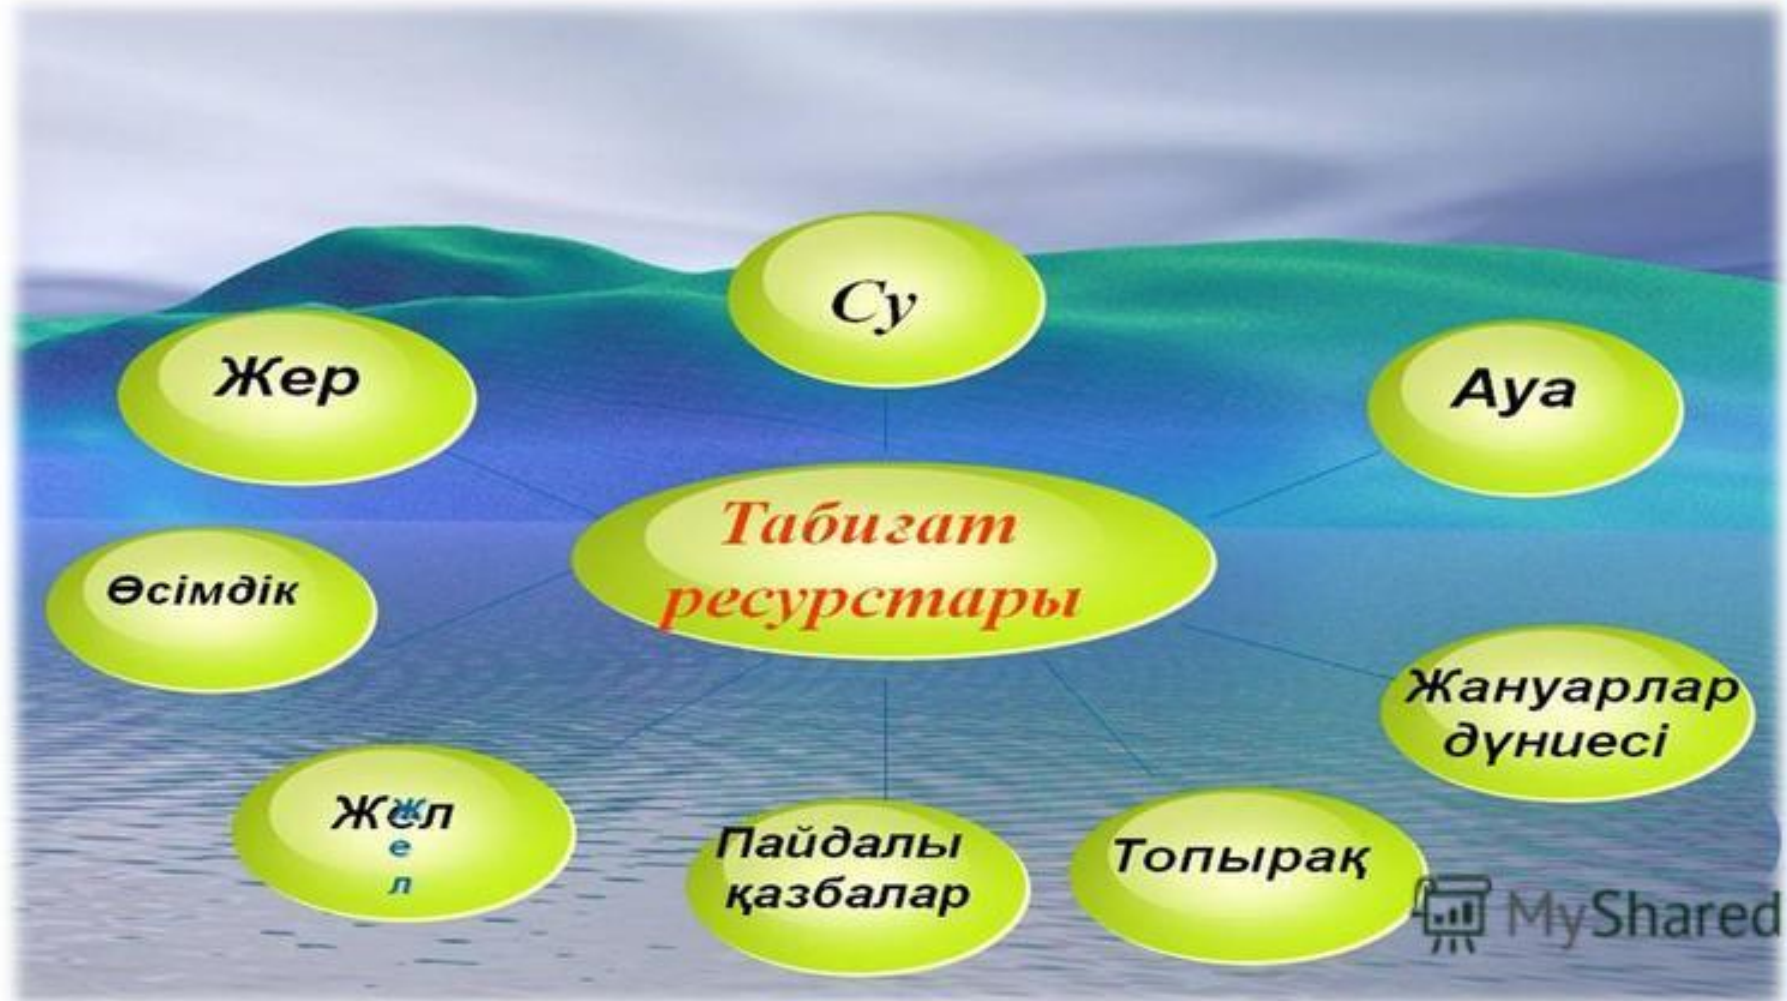 Су
Жер
Ауа
Табиғат
ресурстары
Өсімдік
Жануарлар
дүниесі
Жел
Ж
е
л
Пайдалы
қазбалар
Топырақ
MyShared